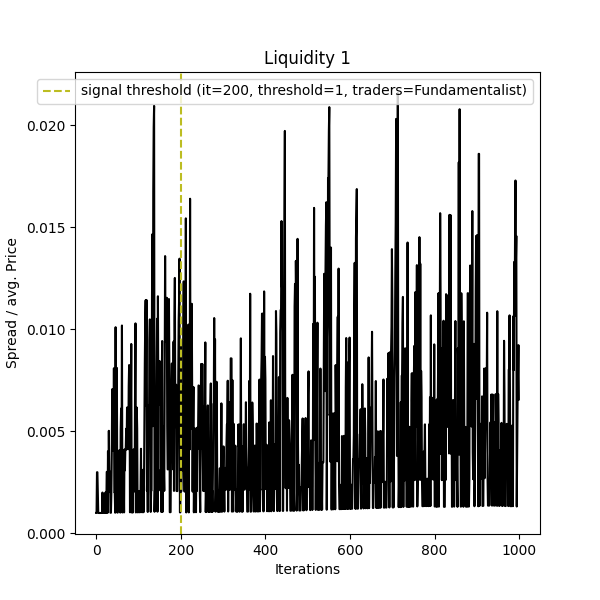 Liquidity 1
signal threshold (it=200, threshold=1, traders=Fundamentalist)
0.020
0.015
0.010
0.005
0.000
Spread / avg. Price
0 200 400 600 800 1000
Iterations